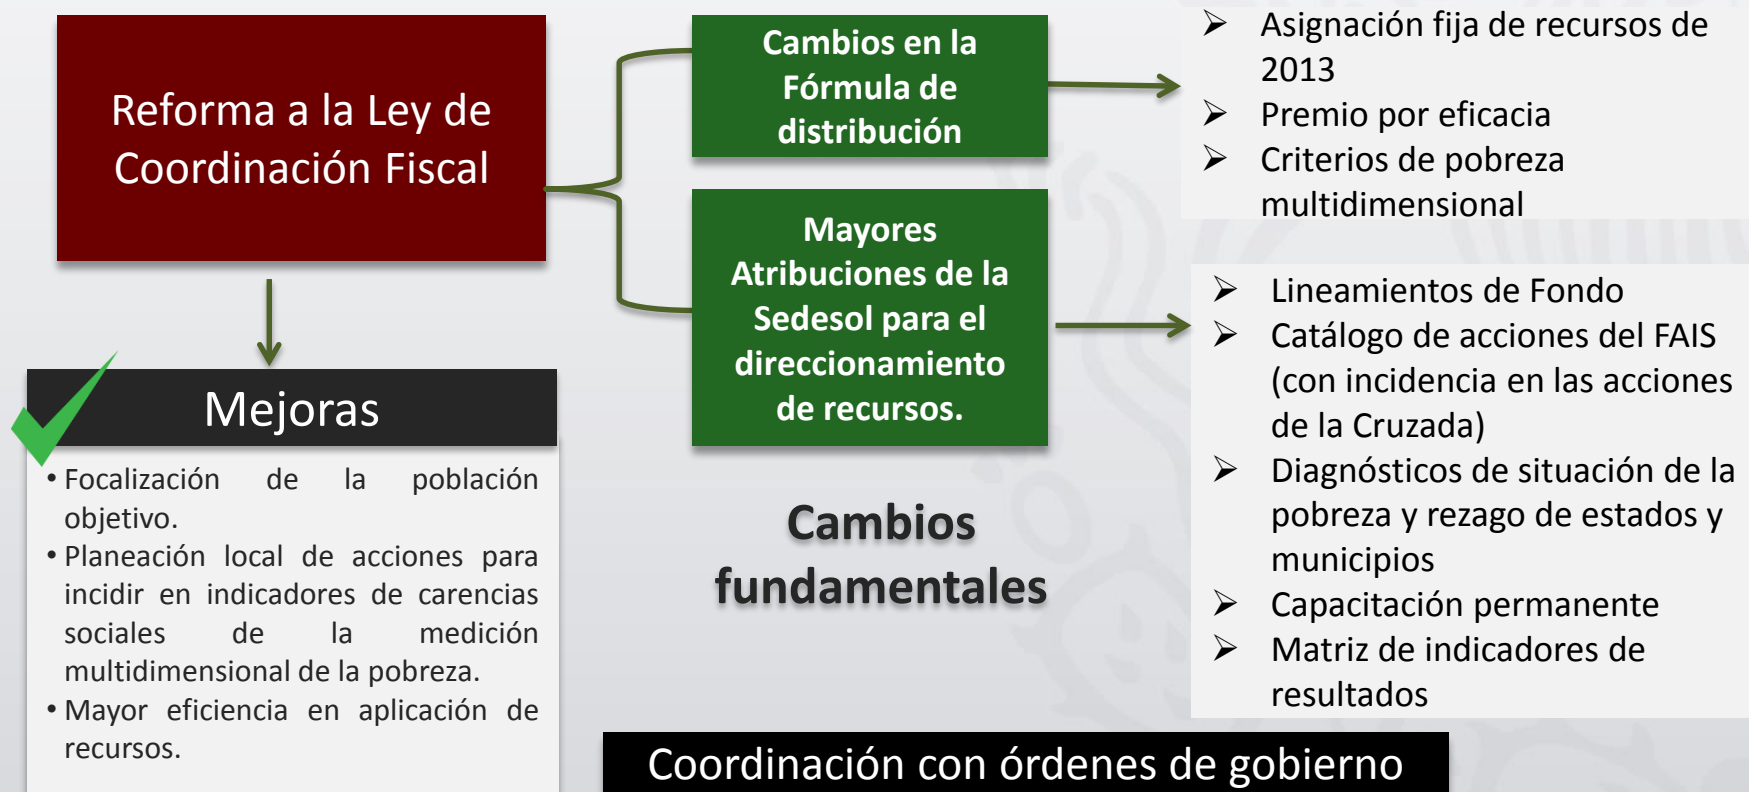 Reforma a la Ley de
Coordinación Fiscal
Cambios en la
Fórmula de
distribución
Asignación fija de recursos de
2013
Premio por eficacia
Criterios de pobreza
multidimensional
Mayores
Atribuciones de la
Sedesol para el
direccionamiento
de recursos.
Lineamientos de Fondo
Catálogo de acciones del FAIS
(con incidencia en las acciones
de la Cruzada)
Diagnósticos de situación de la
pobreza y rezago de estados y
municipios
Capacitación permanente
Matriz de indicadores de
resultados
Mejoras
• Focalización de la población
objetivo.
• Planeación local de acciones para
incidir en indicadores de carencias
sociales de la medición
multidimensional de la pobreza.
• Mayor eficiencia en aplicación de
recursos.
Cambios
fundamentales
Coordinación con órdenes de gobierno